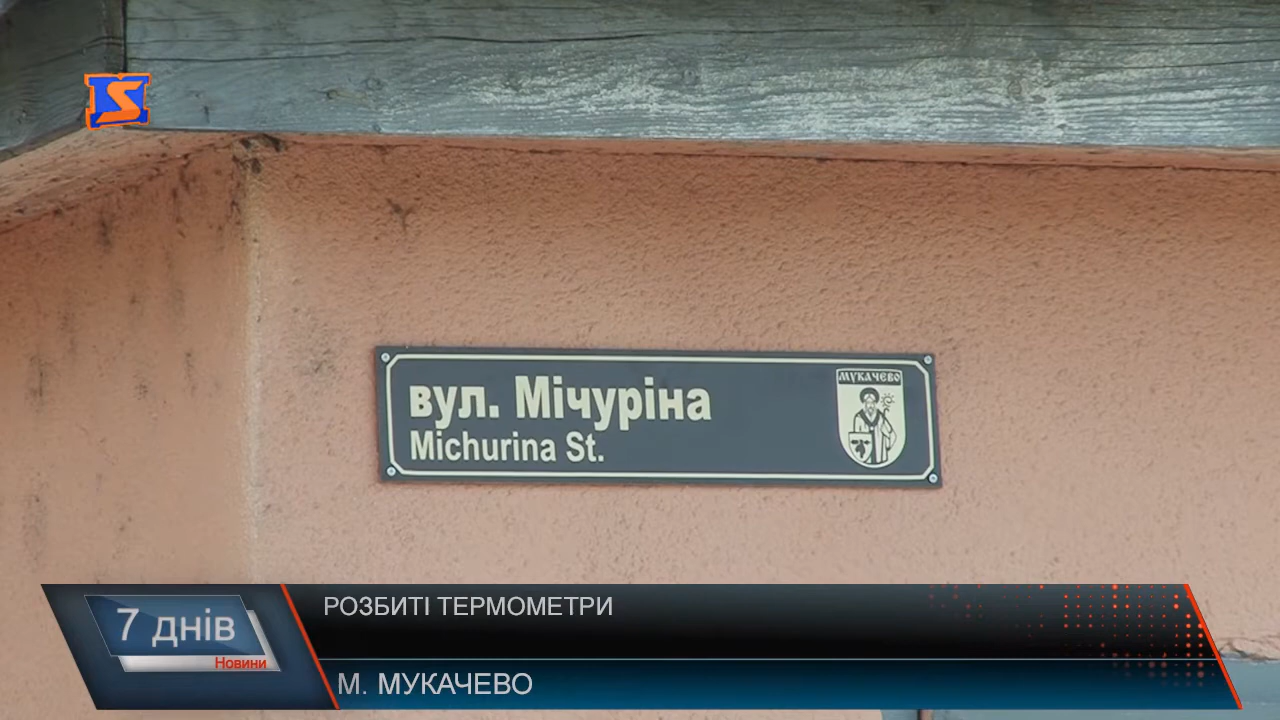 МУКАЧЕВО
вул. Мічуріна
Michurina St.
7 днів
Новини
РОЗБИТІ ТЕРМОМЕТРИ
М. МУКАЧЕВО